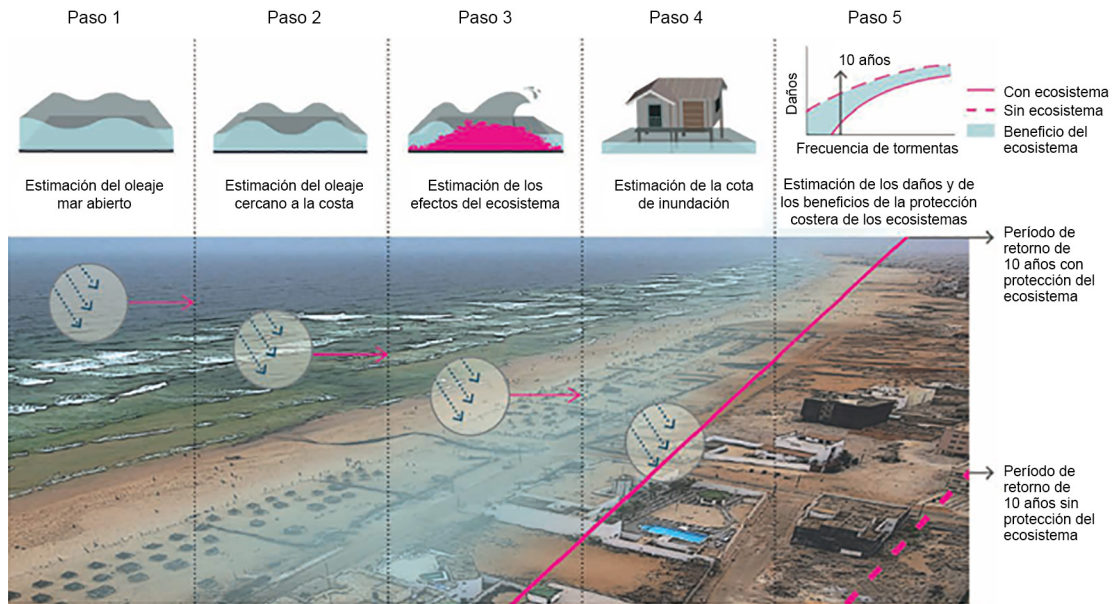 Paso 1
Paso 2
Paso 3
Paso 4
Paso 5
Estimación del oleaje
mar abierto
Estimación del oleaje
cercano a la costa
Estimación de los
efectos del ecosistema
Estimación de la cota
de inundación
Daños
10 años
Frecuencia de tormentas
Con ecosistema
Sin ecosistema
Beneficio del
ecosistema
Estimación de los daños y de
los beneficios de la protección
costera de los ecosistemas
Período de
retorno de
10 años con
protección del
ecosistema
Período de
retorno de
10 años sin
protección del
ecosistema